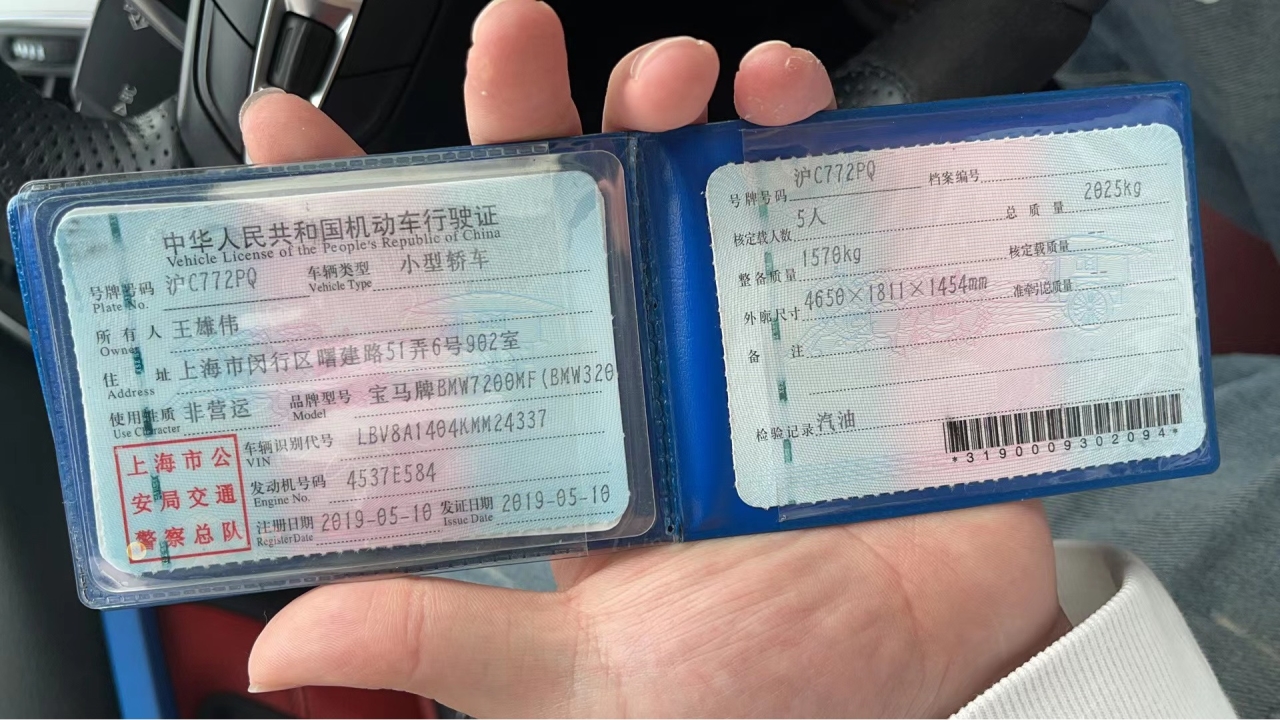 中华人民共和国机动车行驶证
Vehicle License of the People's Republic of China
号牌号码 沪C772PQ 车辆类型 小型轿车
Plate No. Vehicle Type
所有人 王雄伟
Owner
住址 上海市闵行区曙建路51弄6号902室
Address
使用性质 非营运 品牌型号 宝马牌BMW7200MF(BMW320
Use Character Model
车辆识别代号 LBV8A1404KMM24337
VIN
发动机号码 4537E584
Engine No.
注册日期 2019-05-10 发证日期 2019-05-10
Register Date Issue Date
上海市公
安局交通
警察总队
号牌号码 沪C772PQ 档案编号
核定载人数 5人 总质量 2025kg
整备质量 1570kg 核定载质量 --
外廓尺寸 4650×1811×1454mm 准牵引总质量 --
备注
检验记录 汽油
*3190009302094*